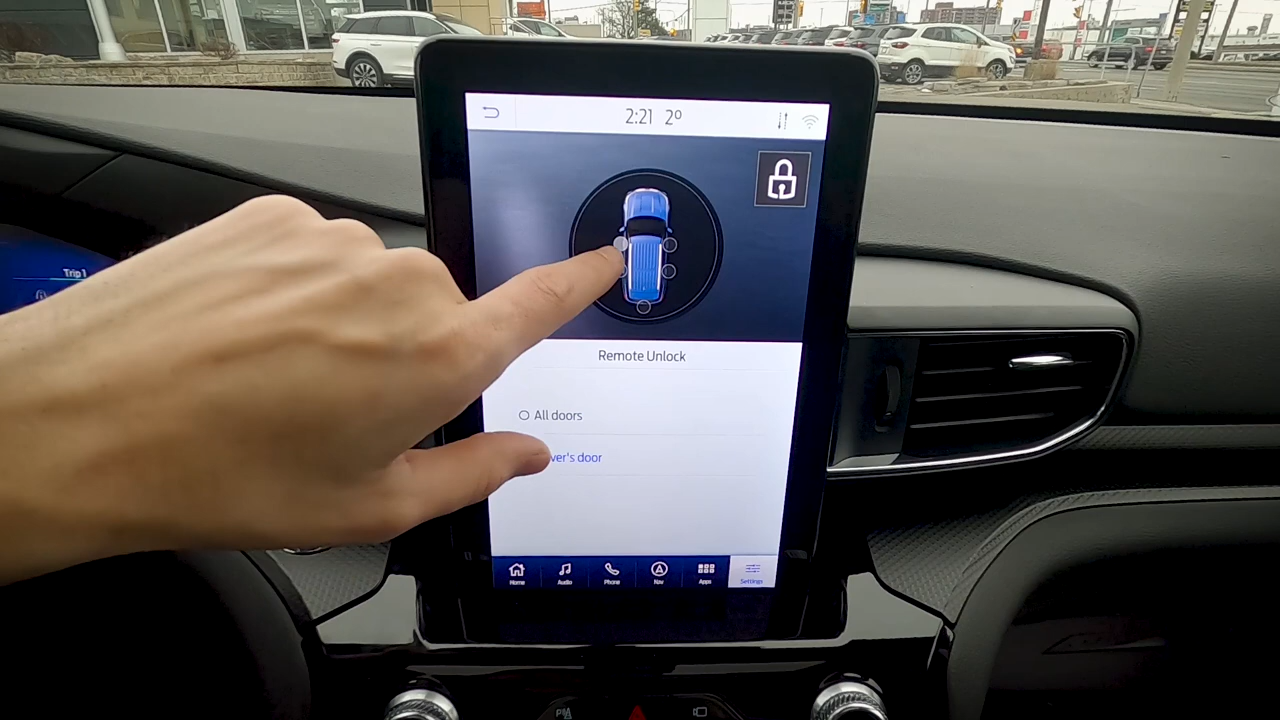 2:21 2°
Trip 1
Remote Unlock
All doors
ver's door
Home Audio Phone Nav Apps Settings